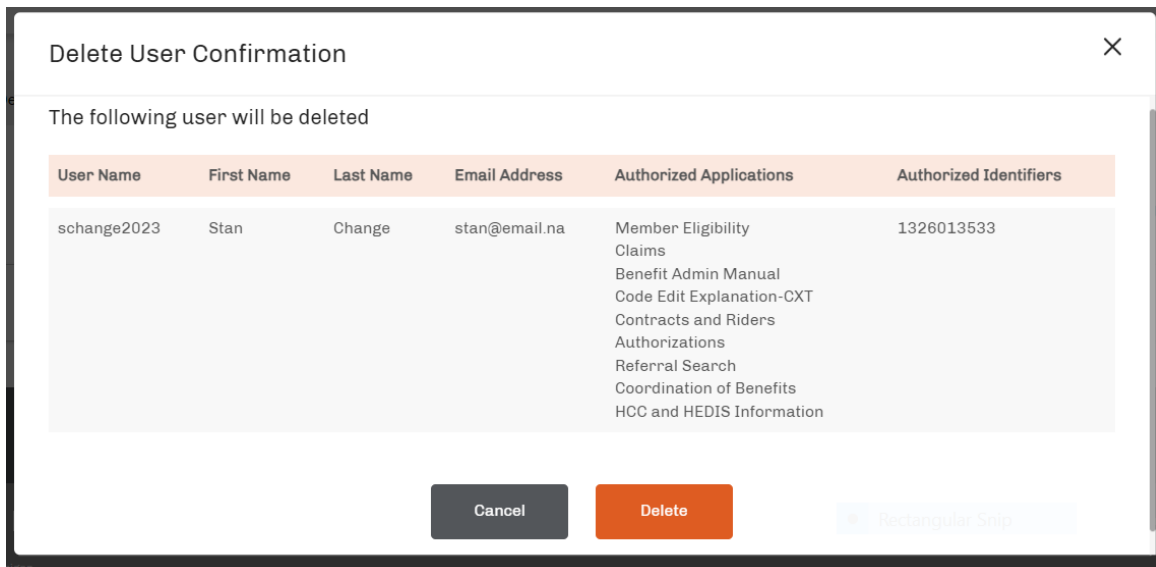 Delete User Confirmation
The following user will be deleted
User Name First Name Last Name Email Address Authorized Applications Authorized Identifiers
schange2023 Stan Change stan@email.na Member Eligibility 1326013533
Claims
Benefit Admin Manual
Code Edit Explanation-CXT
Contracts and Riders
Authorizations
Referral Search
Coordination of Benefits
HCC and HEDIS Information
Cancel Delete
Rectangular Snip